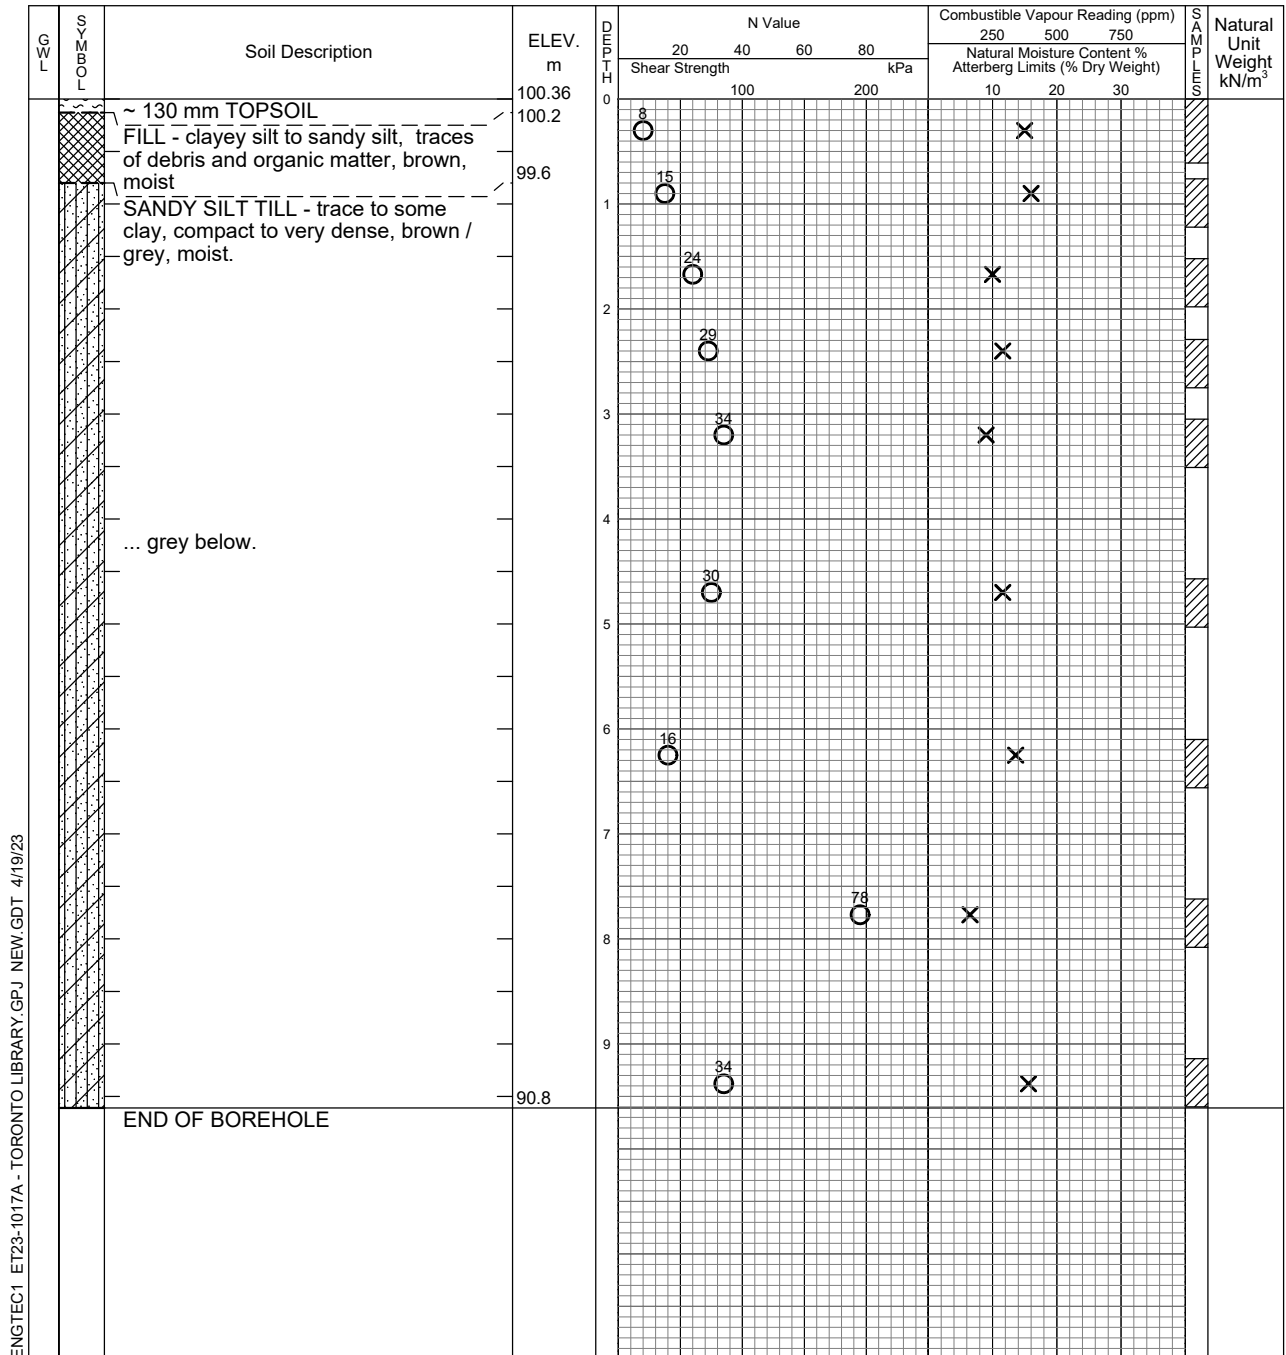 GWL
SYMBOL
Soil Description
ELEV.
m
DEPTH
N Value
20 40 60 80
Shear Strength kPa
100 200
Combustible Vapour Reading (ppm)
250 500 750
Natural Moisture Content %
Atterberg Limits (% Dry Weight)
10 20 30
SAMPLES
Natural
Unit
Weight
kN/m³
100.36
0
~ 130 mm TOPSOIL
100.2
8
FILL - clayey silt to sandy silt, traces
of debris and organic matter, brown,
moist
99.6
15
1
SANDY SILT TILL - trace to some
clay, compact to very dense, brown /
grey, moist.
24
2
29
3
34
4
... grey below.
30
5
6
16
7
78
8
9
34
90.8
END OF BOREHOLE
ENGTEC1 ET23-1017A - TORONTO LIBRARY.GPJ NEW.GDT 4/19/23